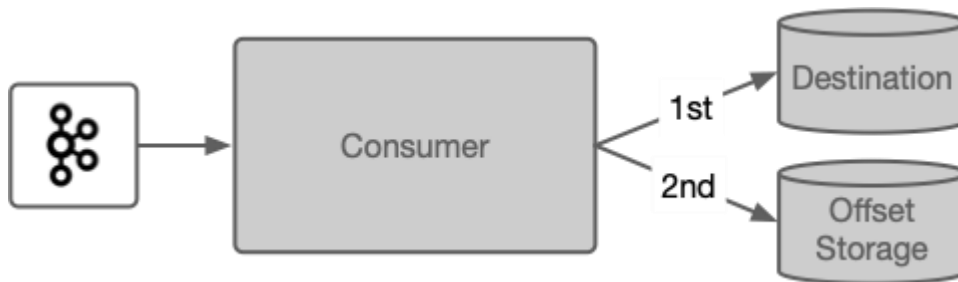 Consumer
1st
2nd
Destination
Offset
Storage